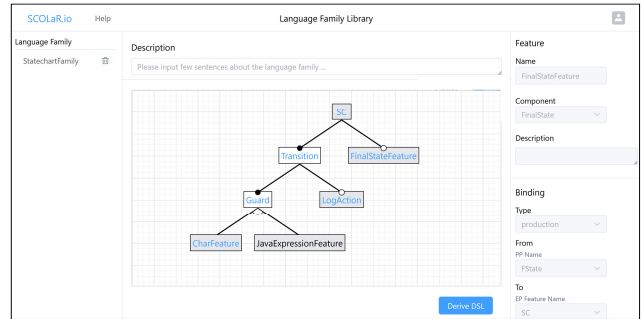 SCOLaR.io Help Language Family Library
Language Family
StatechartFamily
Description
Please input few sentences about the language family ...
SC
Transition FinalStateFeature
Guard LogAction
CharFeature JavaExpressionFeature
Derive DSL
Feature
Name
FinalStateFeature
Component
FinalState
Description
Binding
Type
production
From
PP Name
FState
To
EP Feature Name
SC